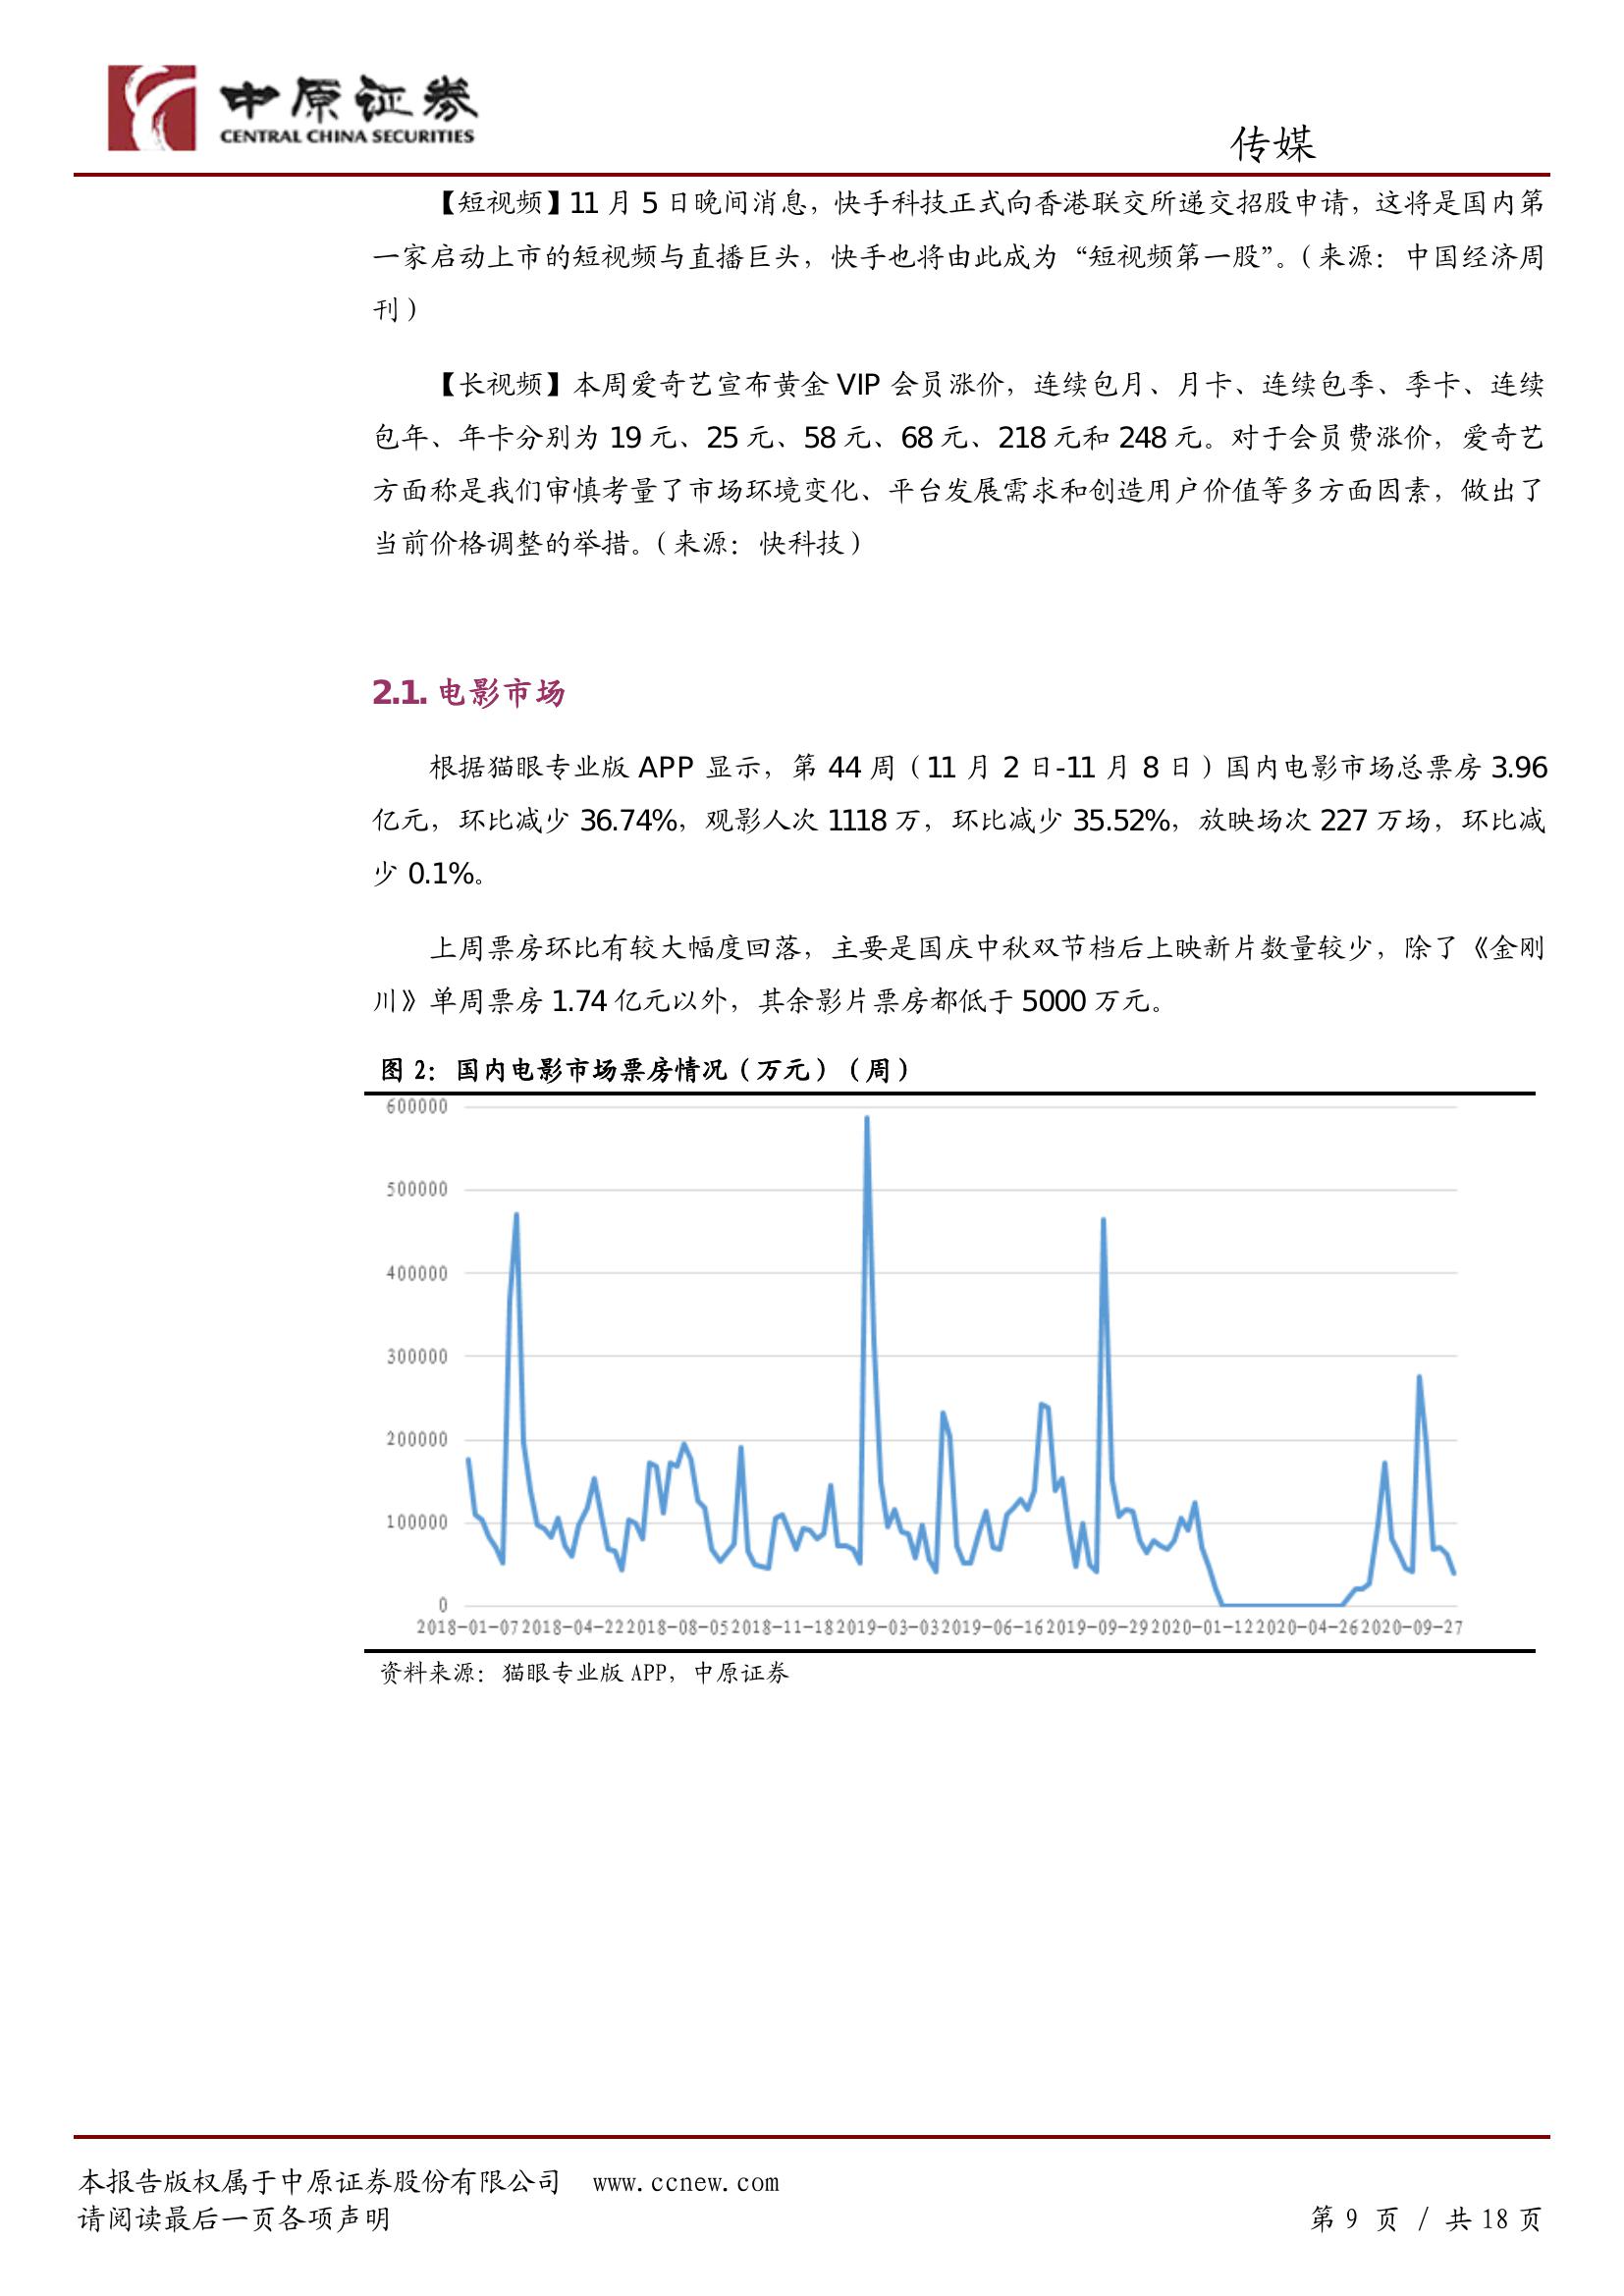 中原证券
CENTRAL CHINA SECURITIES
传媒
【短视频】11 月 5 日晚间消息，快手科技正式向香港联交所递交招股申请，这将是国内第
一家启动上市的短视频与直播巨头，快手也将由此成为“短视频第一股”。（来源：中国经济周
刊）
【长视频】本周爱奇艺宣布黄金 VIP 会员涨价，连续包月、月卡、连续包季、季卡、连续
包年、年卡分别为 19 元、25 元、58 元、68 元、218 元和 248 元。对于会员费涨价，爱奇艺
方面称是我们审慎考量了市场环境变化、平台发展需求和创造用户价值等多方面因素，做出了
当前价格调整的举措。（来源：快科技）
2.1. 电影市场
根据猫眼专业版 APP 显示，第 44 周（11 月 2 日-11 月 8 日）国内电影市场总票房 3.96
亿元，环比减少 36.74%，观影人次 1118 万，环比减少 35.52%，放映场次 227 万场，环比减
少 0.1%。
上周票房环比有较大幅度回落，主要是国庆中秋双节档后上映新片数量较少，除了《金刚
川》单周票房 1.74 亿元以外，其余影片票房都低于 5000 万元。
图 2：国内电影市场票房情况（万元）（周）
600000
500000
400000
300000
200000
100000
0
2018-01-07 2018-04-22 2018-08-05 2018-11-18 2019-03-03 2019-06-16 2019-09-29 2020-01-12 2020-04-26 2020-09-27
资料来源：猫眼专业版 APP，中原证券
本报告版权属于中原证券股份有限公司 www.ccnew.com
请阅读最后一页各项声明
第 9 页 / 共 18 页